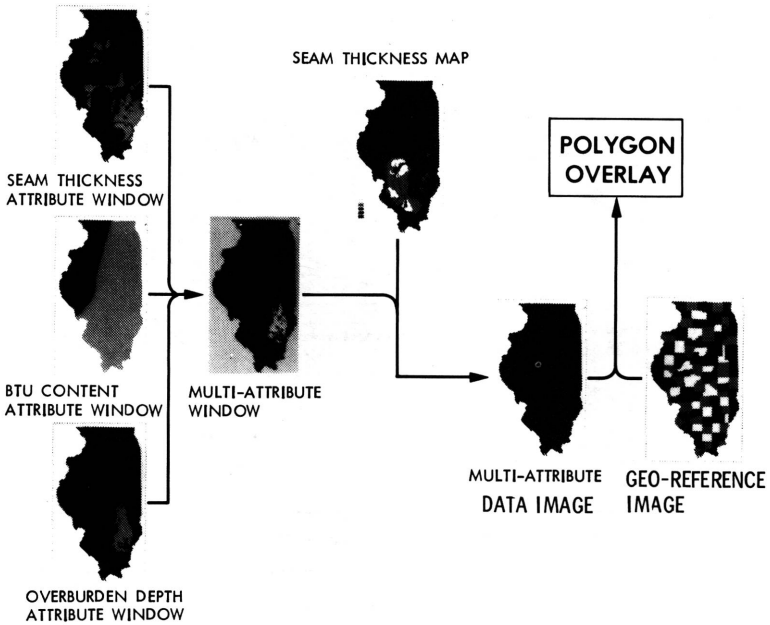 SEAM THICKNESS MAP
POLYGON
OVERLAY
SEAM THICKNESS
ATTRIBUTE WINDOW
BTU CONTENT
ATTRIBUTE WINDOW
MULTI-ATTRIBUTE
WINDOW
MULTI-ATTRIBUTE
DATA IMAGE
GEO-REFERENCE
IMAGE
OVERBURDEN DEPTH
ATTRIBUTE WINDOW